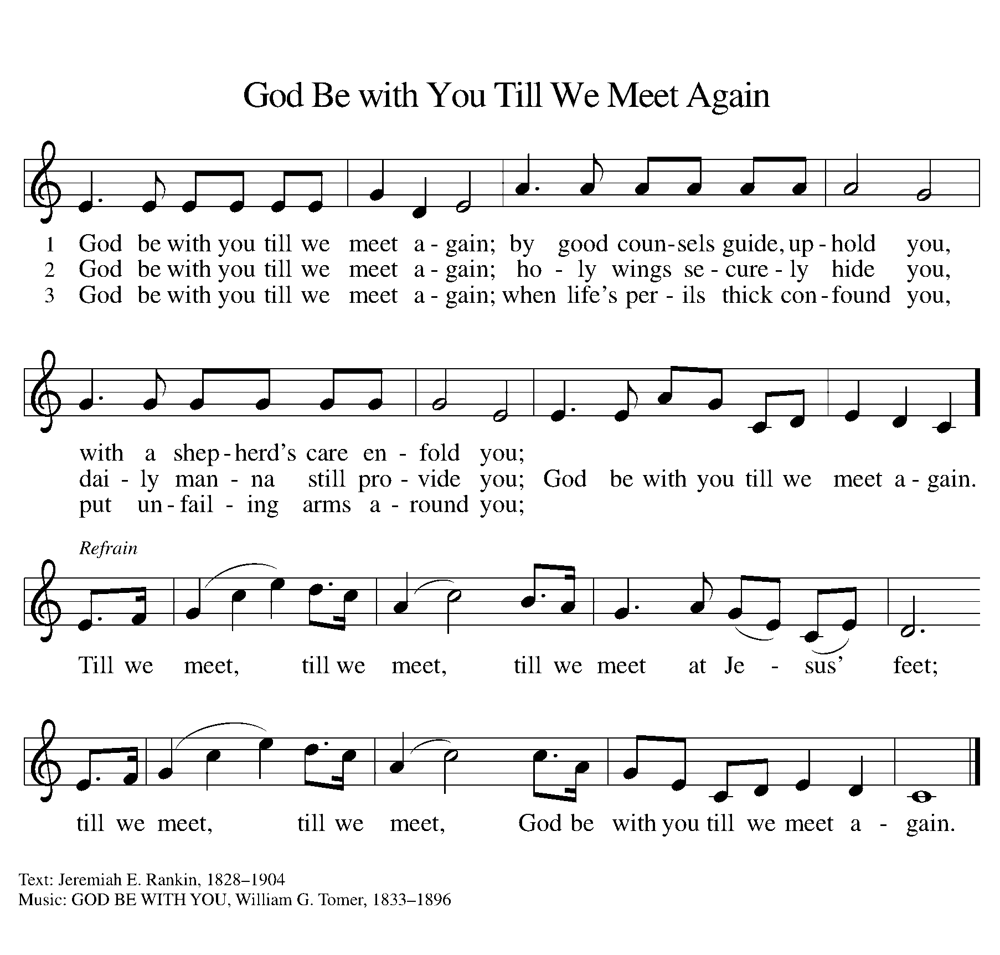 God Be with You Till We Meet Again
1 God be with you till we meet a - gain; by good coun - sels guide, up - hold you,
2 God be with you till we meet a - gain; ho - ly wings se - cure - ly hide you,
3 God be with you till we meet a - gain; when life’s per - ils thick con - found you,
with a shep - herd’s care en - fold you;
dai - ly man - na still pro - vide you; God be with you till we meet a - gain.
put un - fail - ing arms a - round you;
Refrain
Till we meet, till we meet, till we meet at Je - sus’ feet;
till we meet, till we meet, God be with you till we meet a - gain.
Text: Jeremiah E. Rankin, 1828–1904
Music: GOD BE WITH YOU, William G. Tomer, 1833–1896